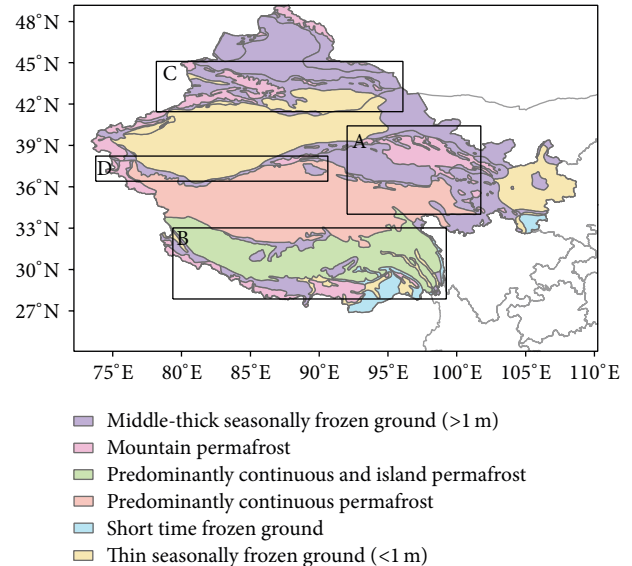 48°N
45°N
42°N
39°N
36°N
33°N
30°N
27°N
C
A
D
B
75°E 80°E 85°E 90°E 95°E 100°E 105°E 110°E
Middle-thick seasonally frozen ground (>1 m)
Mountain permafrost
Predominantly continuous and island permafrost
Predominantly continuous permafrost
Short time frozen ground
Thin seasonally frozen ground (<1 m)